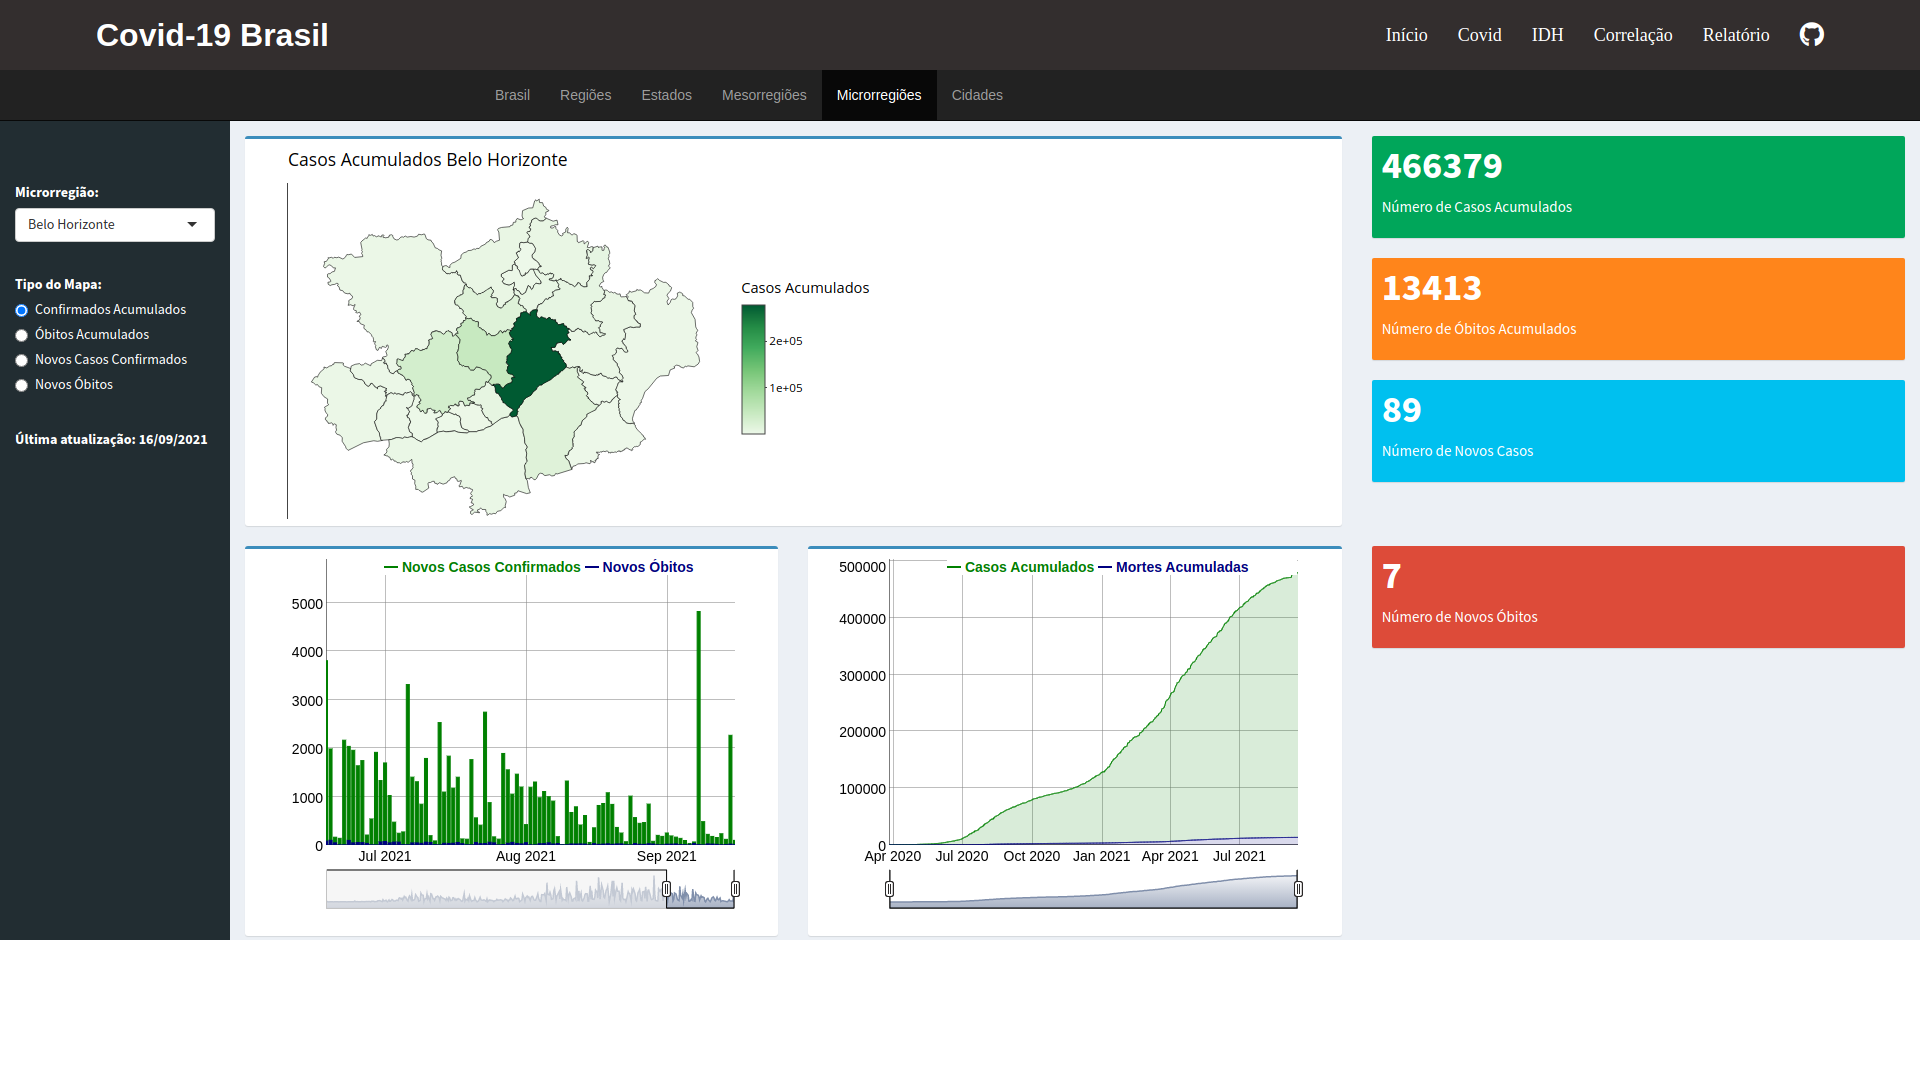 Covid-19 Brasil
Início Covid IDH Correlação Relatório
Brasil Regiões Estados Mesorregiões Microrregiões Cidades
Microrregião:
Belo Horizonte
Tipo do Mapa:
Confirmados Acumulados
Óbitos Acumulados
Novos Casos Confirmados
Novos Óbitos
Última atualização: 16/09/2021
Casos Acumulados Belo Horizonte
Casos Acumulados
2e+05
1e+05
466379
Número de Casos Acumulados
13413
Número de Óbitos Acumulados
89
Número de Novos Casos
Novos Casos Confirmados Novos Óbitos
5000
4000
3000
2000
1000
0
Jul 2021 Aug 2021 Sep 2021
Casos Acumulados Mortes Acumuladas
500000
400000
300000
200000
100000
0
Apr 2020 Jul 2020 Oct 2020 Jan 2021 Apr 2021 Jul 2021
7
Número de Novos Óbitos